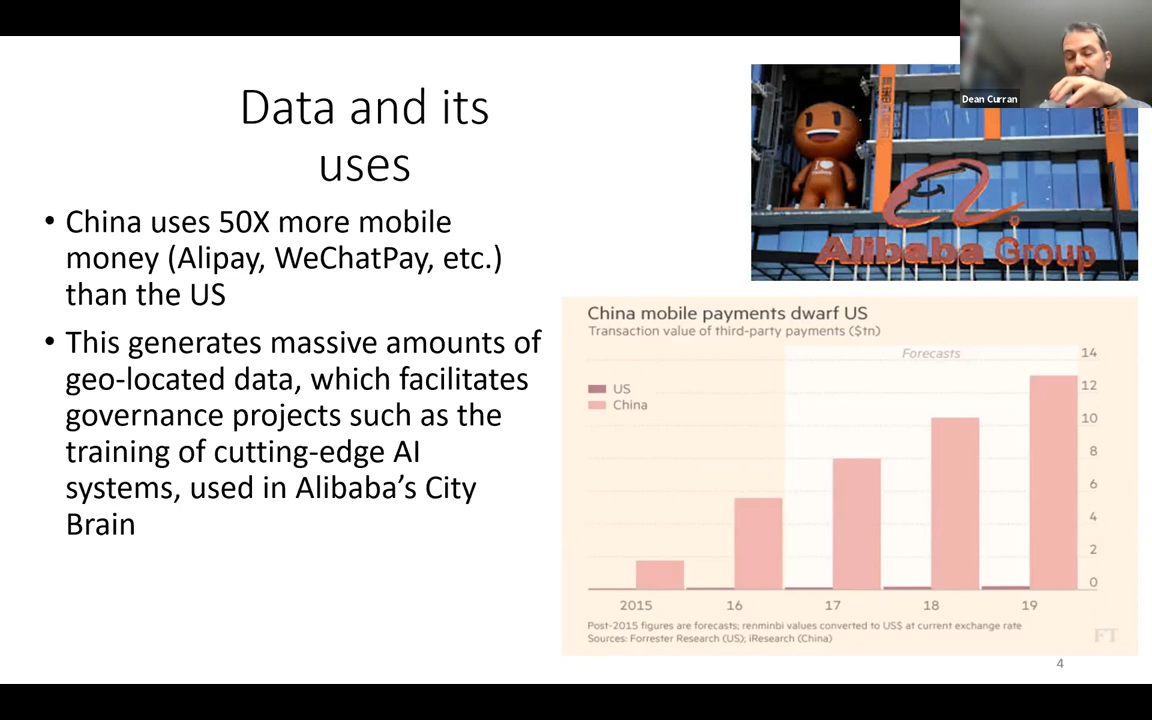 Dean Curran
Data and its
uses
Alibaba Group
• China uses 50X more mobile
money (Alipay, WeChatPay, etc.)
than the US
• This generates massive amounts of
geo-located data, which facilitates
governance projects such as the
training of cutting-edge AI
systems, used in Alibaba’s City
Brain
China mobile payments dwarf US
Transaction value of third-party payments ($tn)
Forecasts
US
China
14
12
10
8
6
4
2
0
2015 16 17 18 19
Post-2015 figures are forecasts; renminbi values converted to US$ at current exchange rate
Sources: Forrester Research (US); iResearch (China)
FT
4